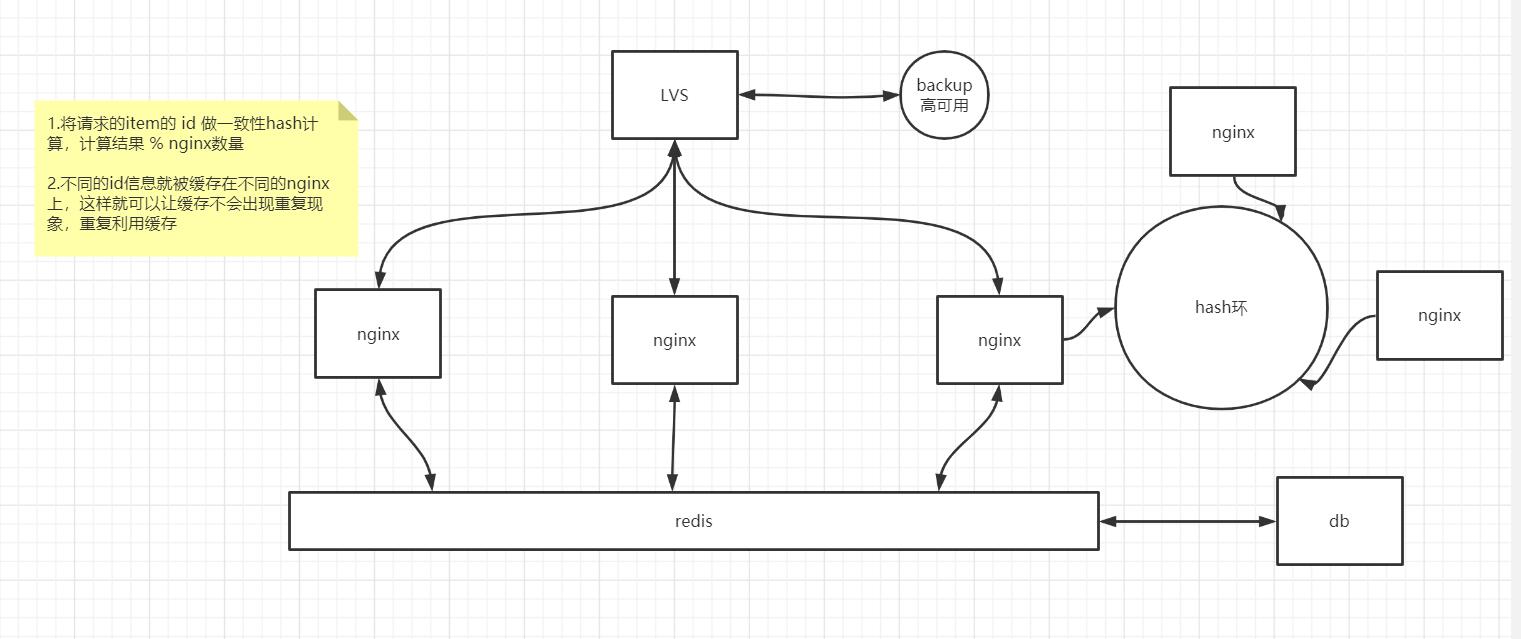 1.将请求的item的 id 做一致性hash计
算，计算结果 % nginx数量
2.不同的id信息就被缓存在不同的nginx
上，这样就可以让缓存不会出现重复现
象，重复利用缓存
LVS
backup
高可用
nginx
nginx
nginx
nginx
hash环
nginx
redis
db